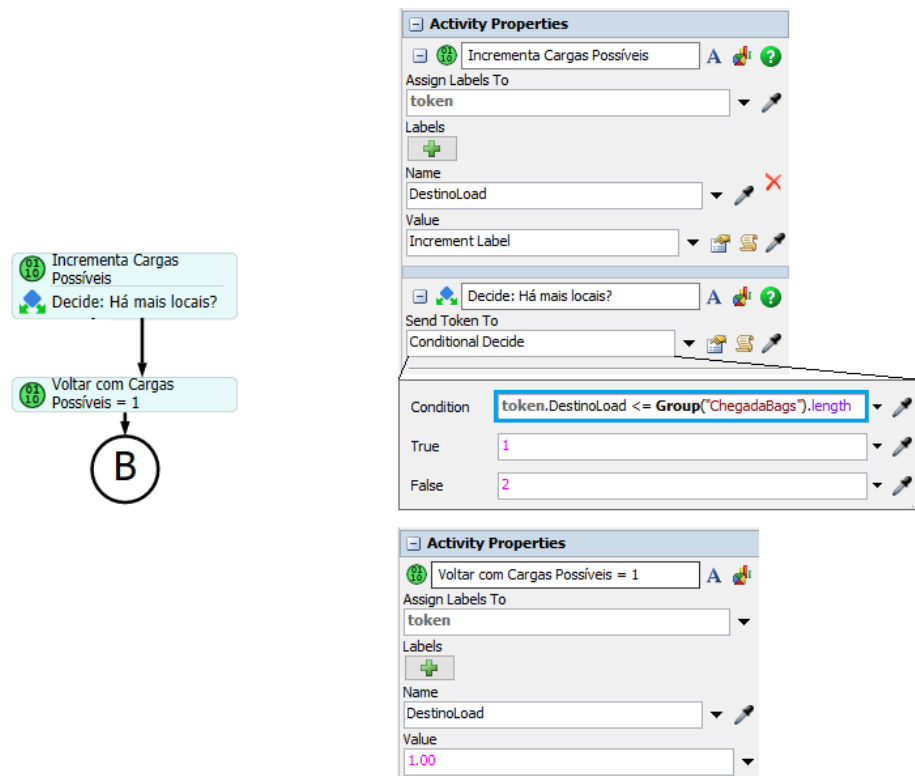 Incrementa Cargas
Possíveis
Decide: Há mais locais?
Voltar com Cargas
Possíveis = 1
B
Activity Properties
Incrementa Cargas Possíveis
Assign Labels To
token
Labels
Name
DestinoLoad
Value
Increment Label
Decide: Há mais locais?
Send Token To
Conditional Decide
Condition token.DestinoLoad <= Group("ChegadaBags").length
True 1
False 2
Activity Properties
Voltar com Cargas Possíveis = 1
Assign Labels To
token
Labels
Name
DestinoLoad
Value
1.00